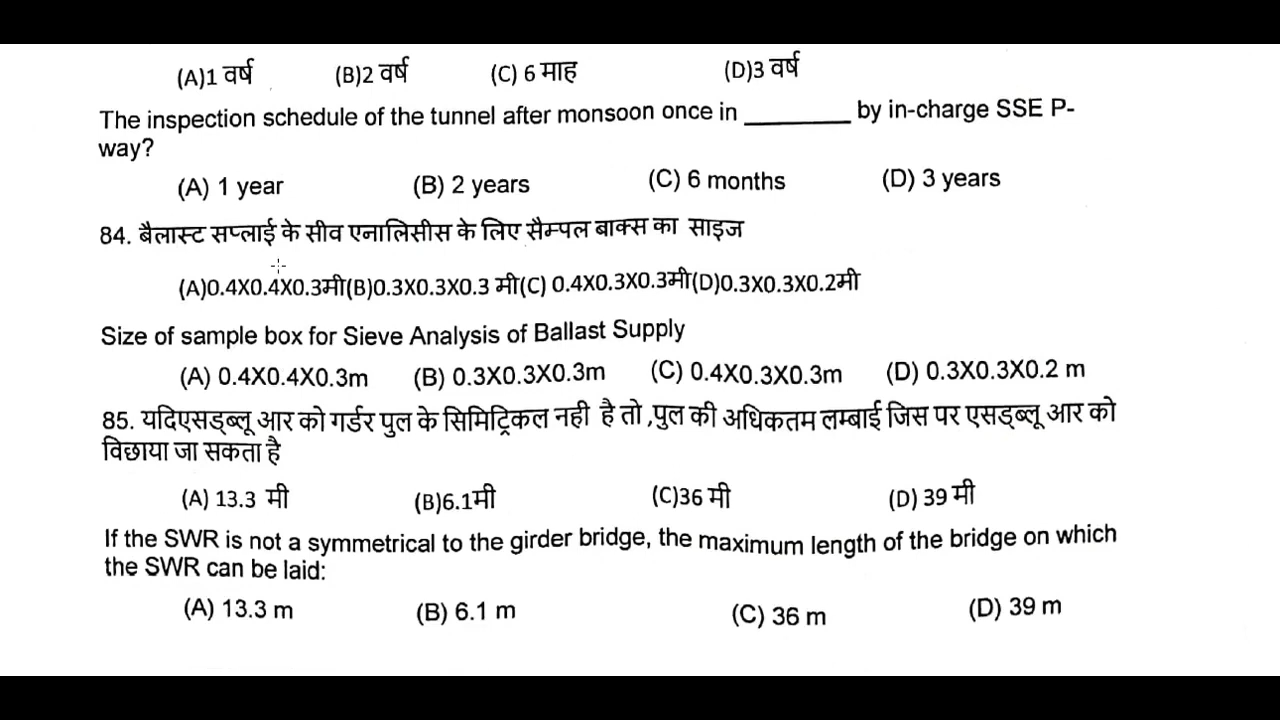 (A)1 वर्ष (B)2 वर्ष (C) 6 माह (D)3 वर्ष
The inspection schedule of the tunnel after monsoon once in ________ by in-charge SSE P-
way?
(A) 1 year (B) 2 years (C) 6 months (D) 3 years
84. बैलास्ट सप्लाई के सीव एनालिसीस के लिए सैम्पल बाक्स का साइज
(A)0.4X0.4X0.3मी(B)0.3X0.3X0.3 मी(C) 0.4X0.3X0.3मी(D)0.3X0.3X0.2मी
Size of sample box for Sieve Analysis of Ballast Supply
(A) 0.4X0.4X0.3m (B) 0.3X0.3X0.3m (C) 0.4X0.3X0.3m (D) 0.3X0.3X0.2 m
85. यदिएसड्ब्लू आर को गर्डर पुल के सिमिट्रिकल नही है तो ,पुल की अधिकतम लम्बाई जिस पर एसड्ब्लू आर को
विछाया जा सकता है
(A) 13.3 मी (B)6.1मी (C)36 मी (D) 39 मी
If the SWR is not a symmetrical to the girder bridge, the maximum length of the bridge on which
the SWR can be laid:
(A) 13.3 m (B) 6.1 m (C) 36 m (D) 39 m